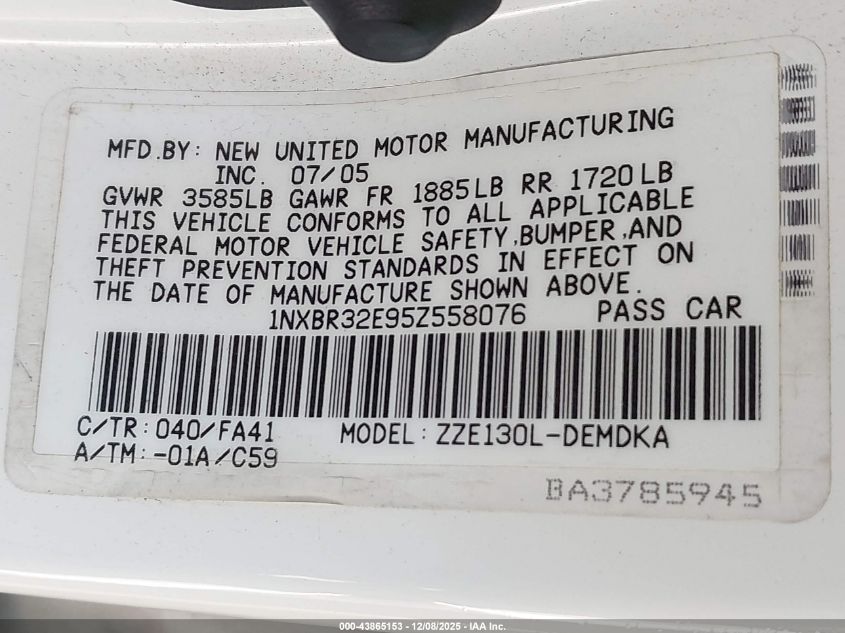 MFD.BY: NEW UNITED MOTOR MANUFACTURING
INC. 07/05
GVWR 3585LB GAWR FR 1885LB RR 1720LB
THIS VEHICLE CONFORMS TO ALL APPLICABLE
FEDERAL MOTOR VEHICLE SAFETY,BUMPER,AND
THEFT PREVENTION STANDARDS IN EFFECT ON
THE DATE OF MANUFACTURE SHOWN ABOVE.
1NXBR32E95Z558076 PASS CAR
C/TR: 040/FA41 MODEL: ZZE130L-DEMDKA
A/TM: -01A/C59
BA3785945
000-43865153 - 12/08/2025 - IAA Inc.